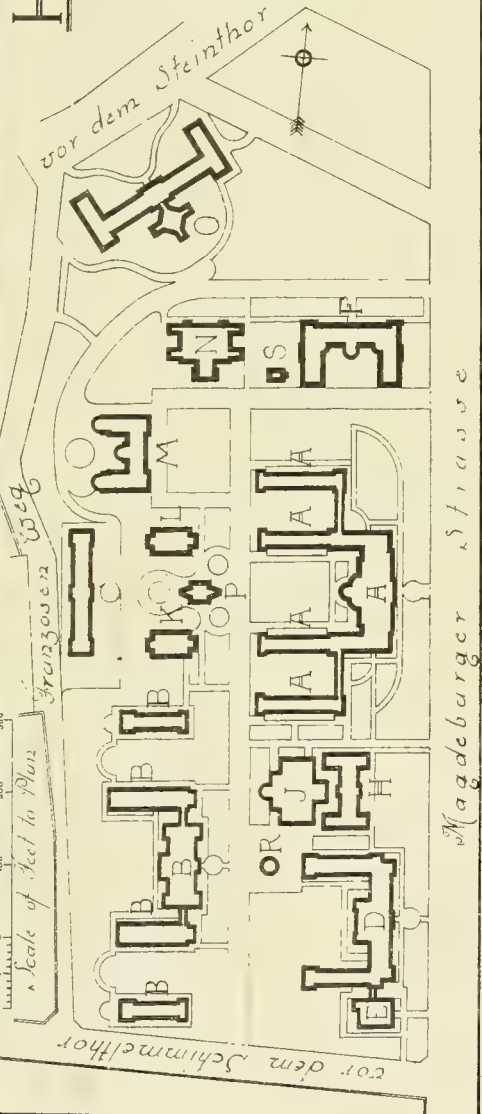 vor dem Steinthor
Franzosen Weg
Scale of Feet to Plan
N
S
F
M
L
C
K
P
A
A
A
A
A
B
B
B
B
B
J
H
R
D
E
vor dem Schimmelthor
Magdeburger Strasse